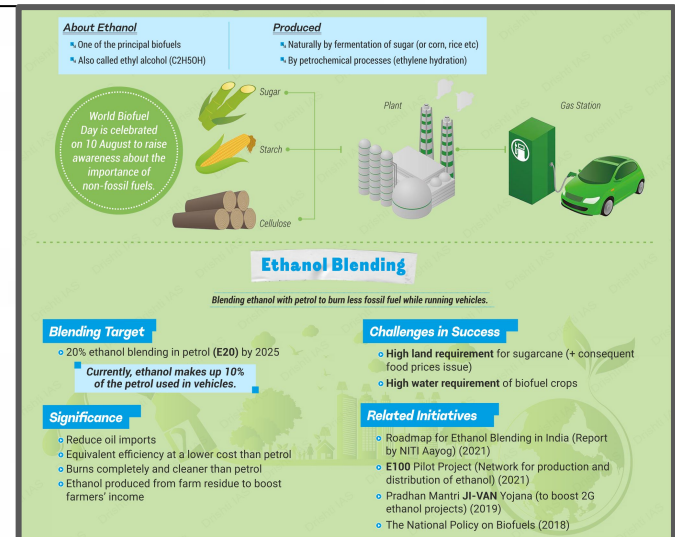 About Ethanol
One of the principal biofuels
Also called ethyl alcohol (C2H5OH)
Produced
Naturally by fermentation of sugar (or corn, rice etc)
By petrochemical processes (ethylene hydration)
World Biofuel
Day is celebrated
on 10 August to raise
awareness about the
importance of
non-fossil fuels.
Sugar
Starch
Cellulose
Plant
Gas Station
Ethanol Blending
Blending ethanol with petrol to burn less fossil fuel while running vehicles.
Blending Target
20% ethanol blending in petrol (E20) by 2025
Currently, ethanol makes up 10%
of the petrol used in vehicles.
Significance
Reduce oil imports
Equivalent efficiency at a lower cost than petrol
Burns completely and cleaner than petrol
Ethanol produced from farm residue to boost
farmers' income
Challenges in Success
High land requirement for sugarcane (+ consequent
food prices issue)
High water requirement of biofuel crops
Related Initiatives
Roadmap for Ethanol Blending in India (Report
by NITI Aayog) (2021)
E100 Pilot Project (Network for production and
distribution of ethanol) (2021)
Pradhan Mantri JI-VAN Yojana (to boost 2G
ethanol projects) (2019)
The National Policy on Biofuels (2018)